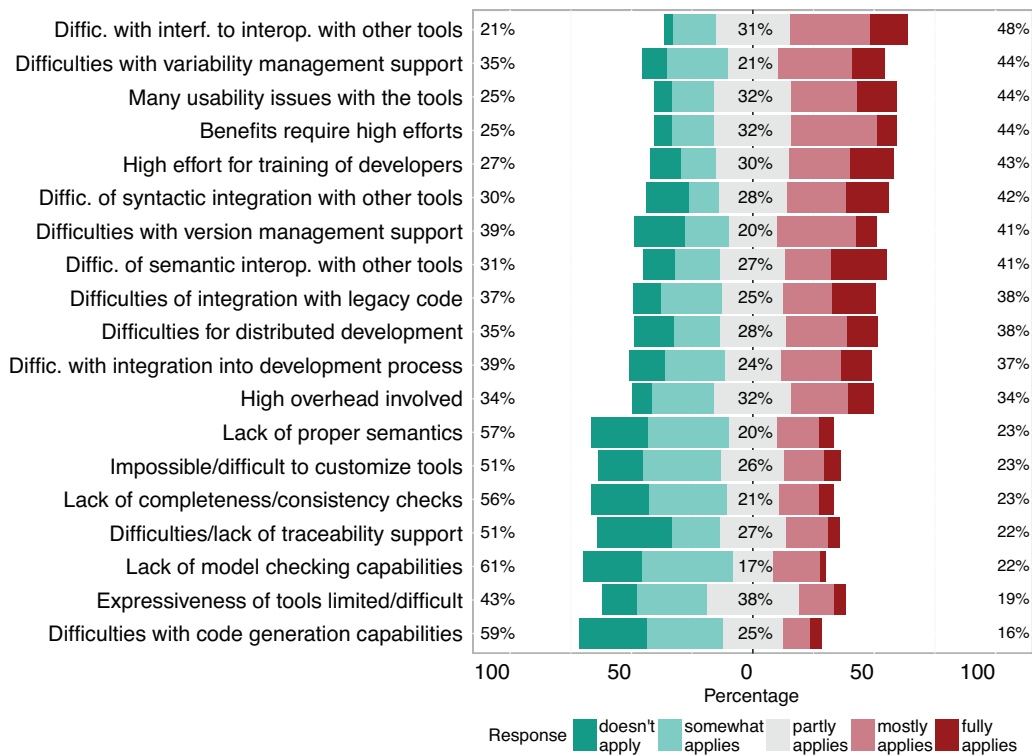 Diffic. with interf. to interop. with other tools 21% 31% 48%
Difficulties with variability management support 35% 21% 44%
Many usability issues with the tools 25% 32% 44%
Benefits require high efforts 25% 32% 44%
High effort for training of developers 27% 30% 43%
Diffic. of syntactic integration with other tools 30% 28% 42%
Difficulties with version management support 39% 20% 41%
Diffic. of semantic interop. with other tools 31% 27% 41%
Difficulties of integration with legacy code 37% 25% 38%
Difficulties for distributed development 35% 28% 38%
Diffic. with integration into development process 39% 24% 37%
High overhead involved 34% 32% 34%
Lack of proper semantics 57% 20% 23%
Impossible/difficult to customize tools 51% 26% 23%
Lack of completeness/consistency checks 56% 21% 23%
Difficulties/lack of traceability support 51% 27% 22%
Lack of model checking capabilities 61% 17% 22%
Expressiveness of tools limited/difficult 43% 38% 19%
Difficulties with code generation capabilities 59% 25% 16%
100 50 0 50 100
Percentage
Response doesn't somewhat partly mostly fully
apply applies applies applies applies